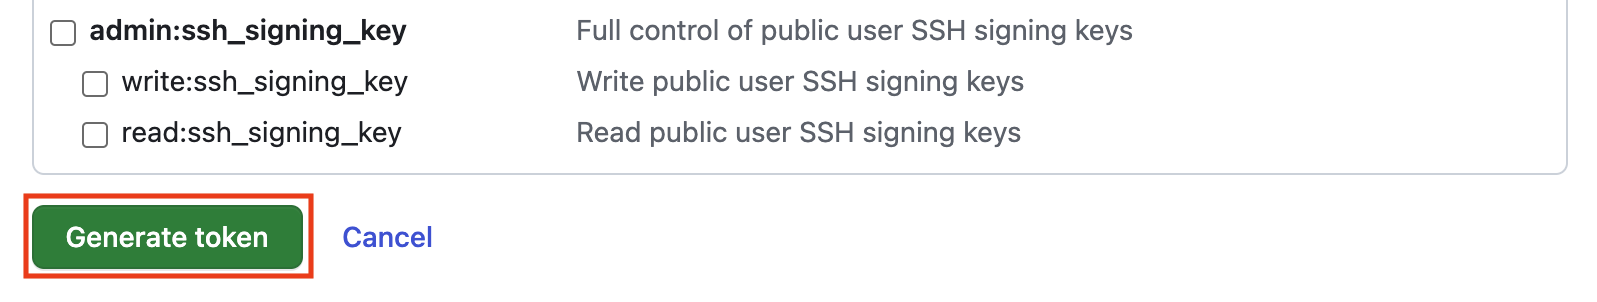 admin:ssh_signing_key Full control of public user SSH signing keys
write:ssh_signing_key Write public user SSH signing keys
read:ssh_signing_key Read public user SSH signing keys
Generate token Cancel